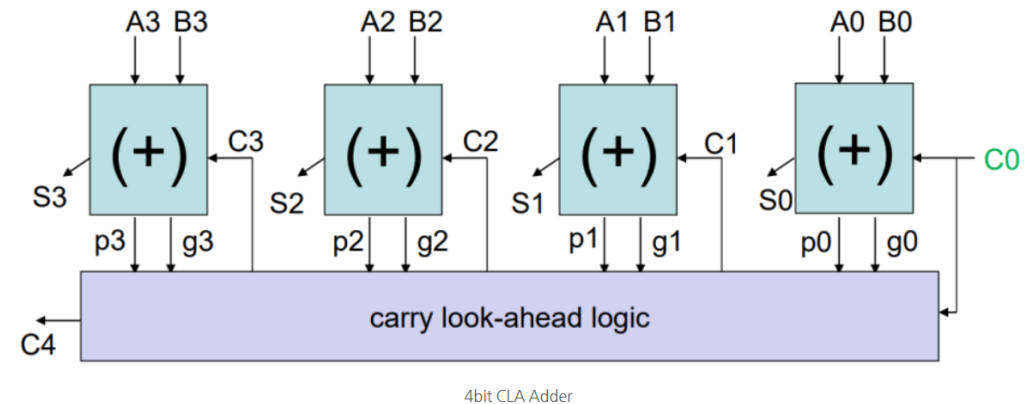 A3 B3 A2 B2 A1 B1 A0 B0
(+) (+) (+) (+)
C3 C2 C1 C0
S3 S2 S1 S0
p3 g3 p2 g2 p1 g1 p0 g0
carry look-ahead logic
C4
4bit CLA Adder